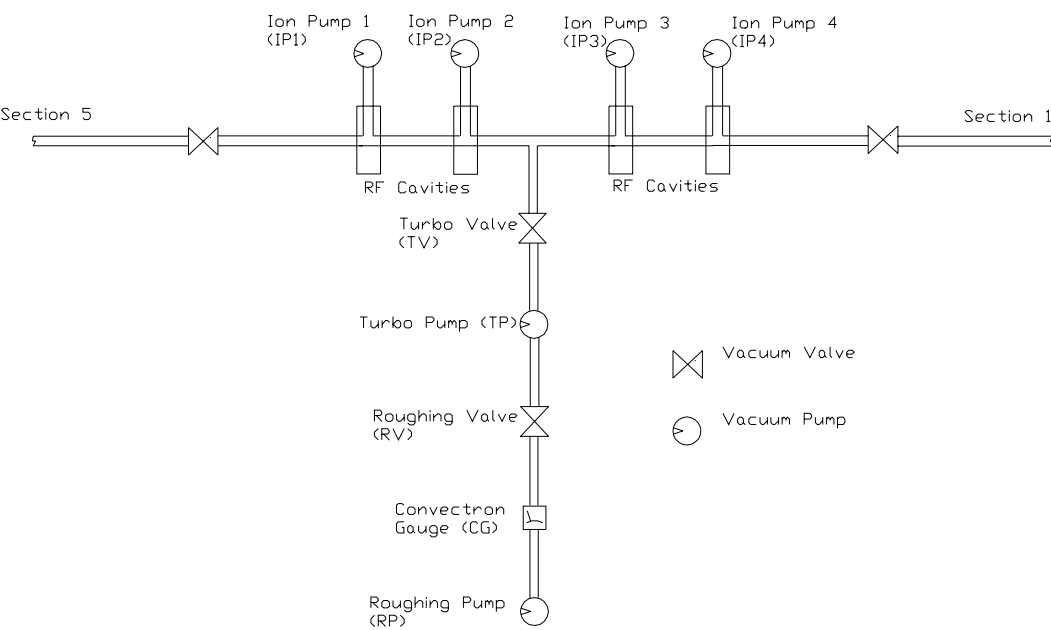 Ion Pump 1
(IP1)
Ion Pump 2
(IP2)
Ion Pump 3
(IP3)
Ion Pump 4
(IP4)
Section 5
Section 1
RF Cavities
RF Cavities
Turbo Valve
(TV)
Turbo Pump (TP)
Vacuum Valve
Roughing Valve
(RV)
Vacuum Pump
Convectron
Gauge (CG)
Roughing Pump
(RP)